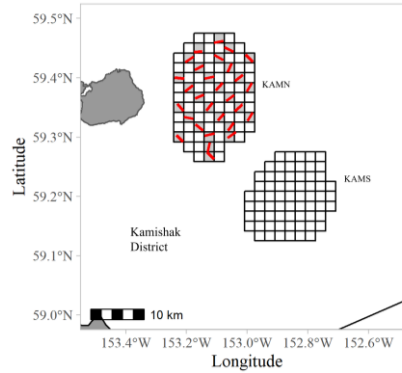 59.5°N
59.4°N
59.3°N
59.2°N
59.1°N
59.0°N
Latitude
KAMN
KAMS
Kamishak
District
10 km
153.4°W 153.2°W 153.0°W 152.8°W 152.6°W
Longitude